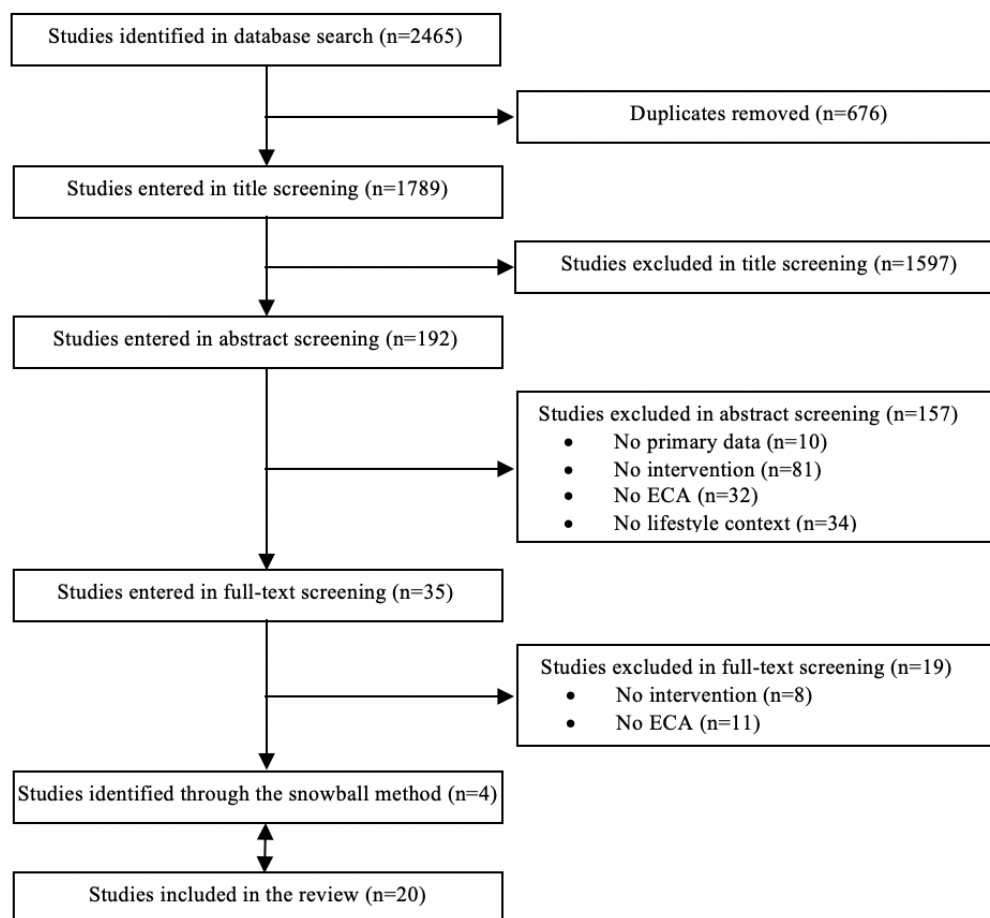 Studies identified in database search (n=2465)
Duplicates removed (n=676)
Studies entered in title screening (n=1789)
Studies excluded in title screening (n=1597)
Studies entered in abstract screening (n=192)
Studies excluded in abstract screening (n=157)
• No primary data (n=10)
• No intervention (n=81)
• No ECA (n=32)
• No lifestyle context (n=34)
Studies entered in full-text screening (n=35)
Studies excluded in full-text screening (n=19)
• No intervention (n=8)
• No ECA (n=11)
Studies identified through the snowball method (n=4)
Studies included in the review (n=20)